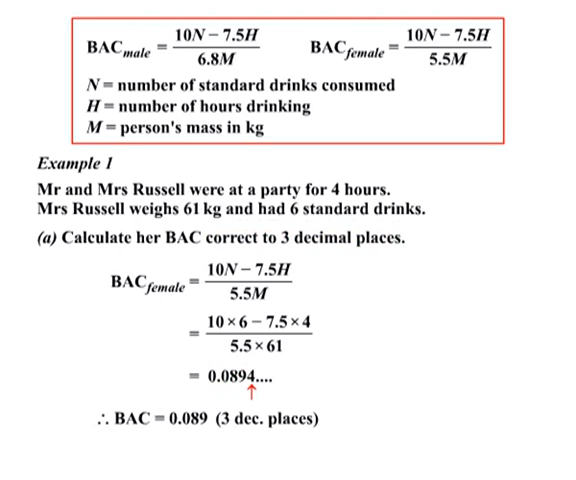 BAC_male = (10N – 7.5H) / 6.8M    BAC_female = (10N – 7.5H) / 5.5M
N = number of standard drinks consumed
H = number of hours drinking
M = person's mass in kg
Example 1
Mr and Mrs Russell were at a party for 4 hours.
Mrs Russell weighs 61 kg and had 6 standard drinks.
(a) Calculate her BAC correct to 3 decimal places.
BAC_female = (10N – 7.5H) / 5.5M
= (10 × 6 – 7.5 × 4) / (5.5 × 61)
= 0.0894....
↑
∴ BAC = 0.089 (3 dec. places)